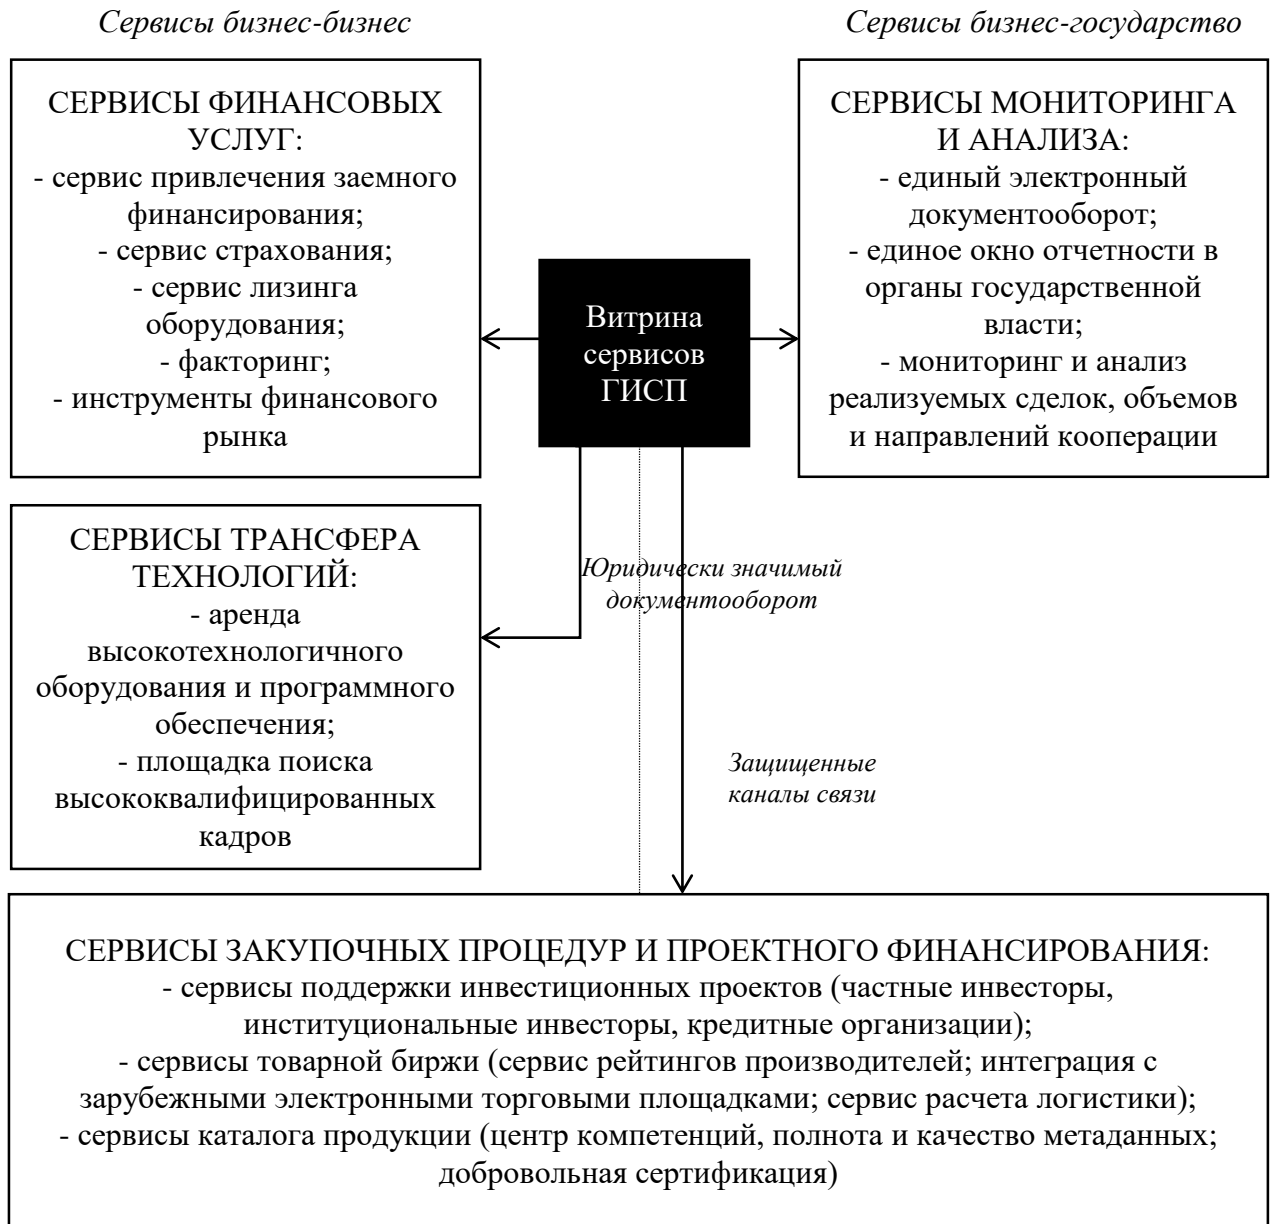 Сервисы бизнес-бизнес
Сервисы бизнес-государство
СЕРВИСЫ ФИНАНСОВЫХ
УСЛУГ:
- сервис привлечения заемного
финансирования;
- сервис страхования;
- сервис лизинга
оборудования;
- факторинг;
- инструменты финансового
рынка
Витрина
сервисов
ГИСП
СЕРВИСЫ МОНИТОРИНГА
И АНАЛИЗА:
- единый электронный
документооборот;
- единое окно отчетности в
органы государственной
власти;
- мониторинг и анализ
реализуемых сделок, объемов
и направлений кооперации
СЕРВИСЫ ТРАНСФЕРА
ТЕХНОЛОГИЙ:
- аренда
высокотехнологичного
оборудования и программного
обеспечения;
- площадка поиска
высококвалифицированных
кадров
Юридически значимый
документооборот
Защищенные
каналы связи
СЕРВИСЫ ЗАКУПОЧНЫХ ПРОЦЕДУР И ПРОЕКТНОГО ФИНАНСИРОВАНИЯ:
- сервисы поддержки инвестиционных проектов (частные инвесторы,
институциональные инвесторы, кредитные организации);
- сервисы товарной биржи (сервис рейтингов производителей; интеграция с
зарубежными электронными торговыми площадками; сервис расчета логистики);
- сервисы каталога продукции (центр компетенций, полнота и качество метаданных;
добровольная сертификация)